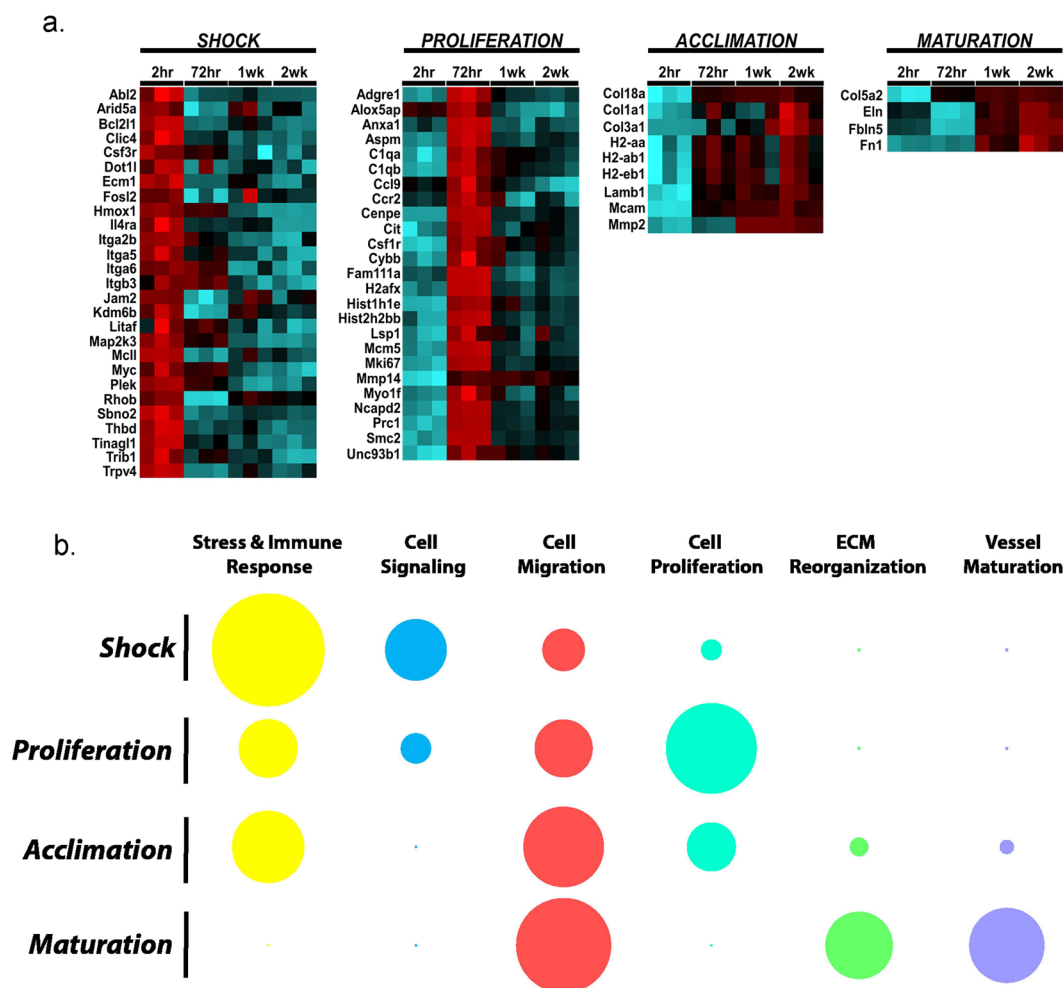 a.
SHOCK
2hr 72hr 1wk 2wk
Abl2
Arid5a
Bcl2l1
Clic4
Csf3r
Dot1l
Ecm1
Fosl2
Hmox1
Il4ra
Itga2b
Itga5
Itga6
Itgb3
Jam2
Kdm6b
Litaf
Map2k3
Mcll
Myc
Plek
Rhob
Sbno2
Thbd
Tinagl1
Trib1
Trpv4
PROLIFERATION
2hr 72hr 1wk 2wk
Adgre1
Alox5ap
Anxa1
Aspm
C1qa
C1qb
Ccl9
Ccr2
Cenpe
Cit
Csf1r
Cybb
Fam111a
H2afx
Hist1h1e
Hist2h2bb
Lsp1
Mcm5
Mki67
Mmp14
Myo1f
Ncapd2
Prc1
Smc2
Unc93b1
ACCLIMATION
2hr 72hr 1wk 2wk
Col18a
Col1a1
Col3a1
H2-aa
H2-ab1
H2-eb1
Lamb1
Mcam
Mmp2
MATURATION
2hr 72hr 1wk 2wk
Col5a2
Eln
Fbln5
Fn1
b.
Stress & Immune
Response
Cell
Signaling
Cell
Migration
Cell
Proliferation
ECM
Reorganization
Vessel
Maturation
Shock
Proliferation
Acclimation
Maturation